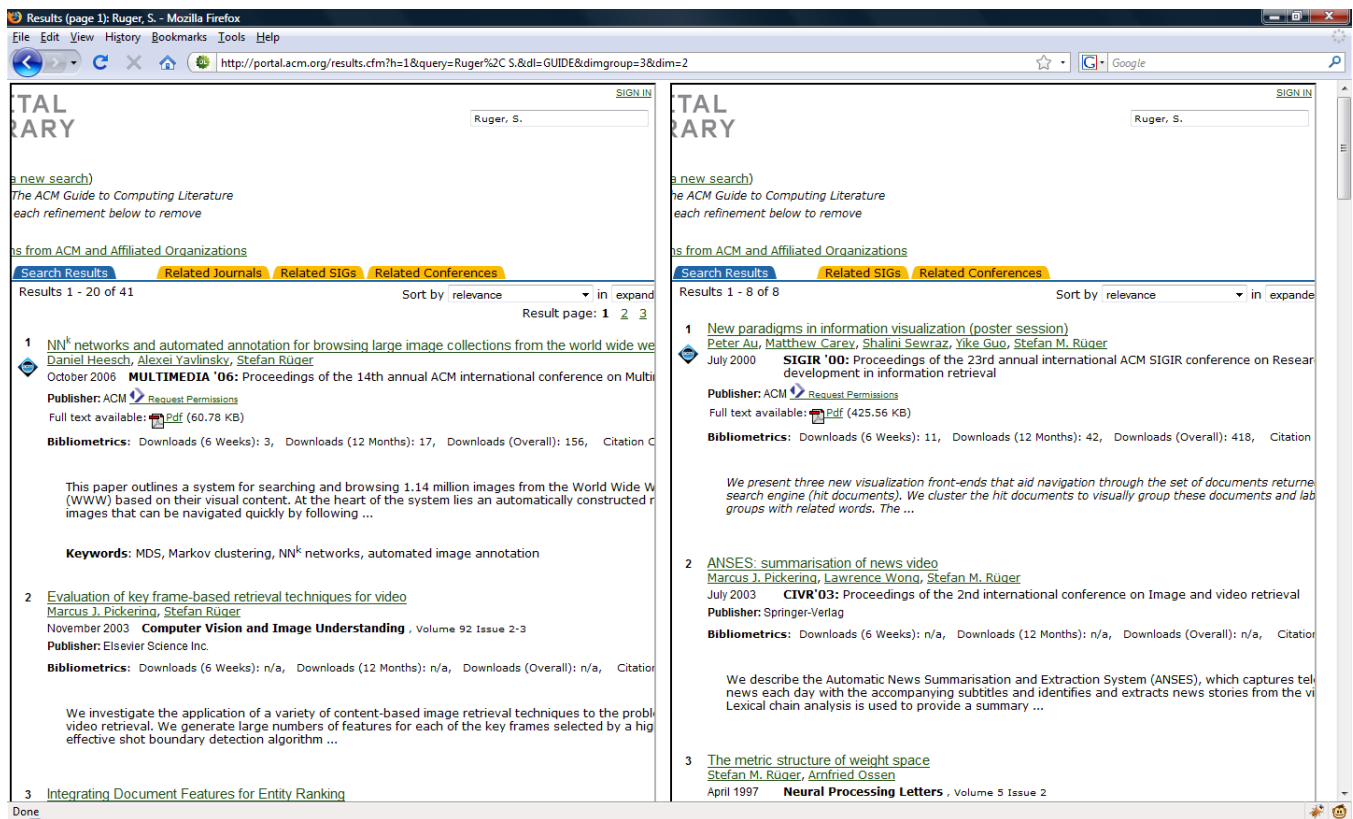 Results (page 1): Ruger, S. - Mozilla Firefox
File Edit View History Bookmarks Tools Help
http://portal.acm.org/results.cfm?h=1&query=Ruger%2C S.&dl=GUIDE&dimgroup=3&dim=2
Google
SIGN IN
TAL
RARY
Ruger, S.
a new search)
The ACM Guide to Computing Literature
each refinement below to remove
ns from ACM and Affiliated Organizations
Search Results Related Journals Related SIGs Related Conferences
Results 1 - 20 of 41 Sort by relevance in expand
Result page: 1 2 3
1 NNk networks and automated annotation for browsing large image collections from the world wide we
Daniel Heesch, Alexei Yavlinsky, Stefan Rüger
October 2006 MULTIMEDIA '06: Proceedings of the 14th annual ACM international conference on Multi
Publisher: ACM Request Permissions
Full text available: Pdf (60.78 KB)
Bibliometrics: Downloads (6 Weeks): 3, Downloads (12 Months): 17, Downloads (Overall): 156, Citation C
This paper outlines a system for searching and browsing 1.14 million images from the World Wide W
(WWW) based on their visual content. At the heart of the system lies an automatically constructed n
images that can be navigated quickly by following ...
Keywords: MDS, Markov clustering, NNk networks, automated image annotation
2 Evaluation of key frame-based retrieval techniques for video
Marcus J. Pickering, Stefan Rüger
November 2003 Computer Vision and Image Understanding , Volume 92 Issue 2-3
Publisher: Elsevier Science Inc.
Bibliometrics: Downloads (6 Weeks): n/a, Downloads (12 Months): n/a, Downloads (Overall): n/a, Citation
We investigate the application of a variety of content-based image retrieval techniques to the proble
video retrieval. We generate large numbers of features for each of the key frames selected by a hig
effective shot boundary detection algorithm ...
3 Integrating Document Features for Entity Ranking
SIGN IN
TAL
RARY
Ruger, S.
a new search)
he ACM Guide to Computing Literature
each refinement below to remove
ns from ACM and Affiliated Organizations
Search Results Related SIGs Related Conferences
Results 1 - 8 of 8 Sort by relevance in expande
1 New paradigms in information visualization (poster session)
Peter Au, Matthew Carey, Shalini Sewraz, Yike Guo, Stefan M. Rüger
July 2000 SIGIR '00: Proceedings of the 23rd annual international ACM SIGIR conference on Resear
development in information retrieval
Publisher: ACM Request Permissions
Full text available: Pdf (425.56 KB)
Bibliometrics: Downloads (6 Weeks): 11, Downloads (12 Months): 42, Downloads (Overall): 418, Citation
We present three new visualization front-ends that aid navigation through the set of documents returne
search engine (hit documents). We cluster the hit documents to visually group these documents and lab
groups with related words. The ...
2 ANSES: summarisation of news video
Marcus J. Pickering, Lawrence Wong, Stefan M. Rüger
July 2003 CIVR'03: Proceedings of the 2nd international conference on Image and video retrieval
Publisher: Springer-Verlag
Bibliometrics: Downloads (6 Weeks): n/a, Downloads (12 Months): n/a, Downloads (Overall): n/a, Citation
We describe the Automatic News Summarisation and Extraction System (ANSES), which captures tel
news each day with the accompanying subtitles and identifies and extracts news stories from the vi
Lexical chain analysis is used to provide a summary ...
3 The metric structure of weight space
Stefan M. Rüger, Arnfried Ossen
April 1997 Neural Processing Letters , Volume 5 Issue 2
Done